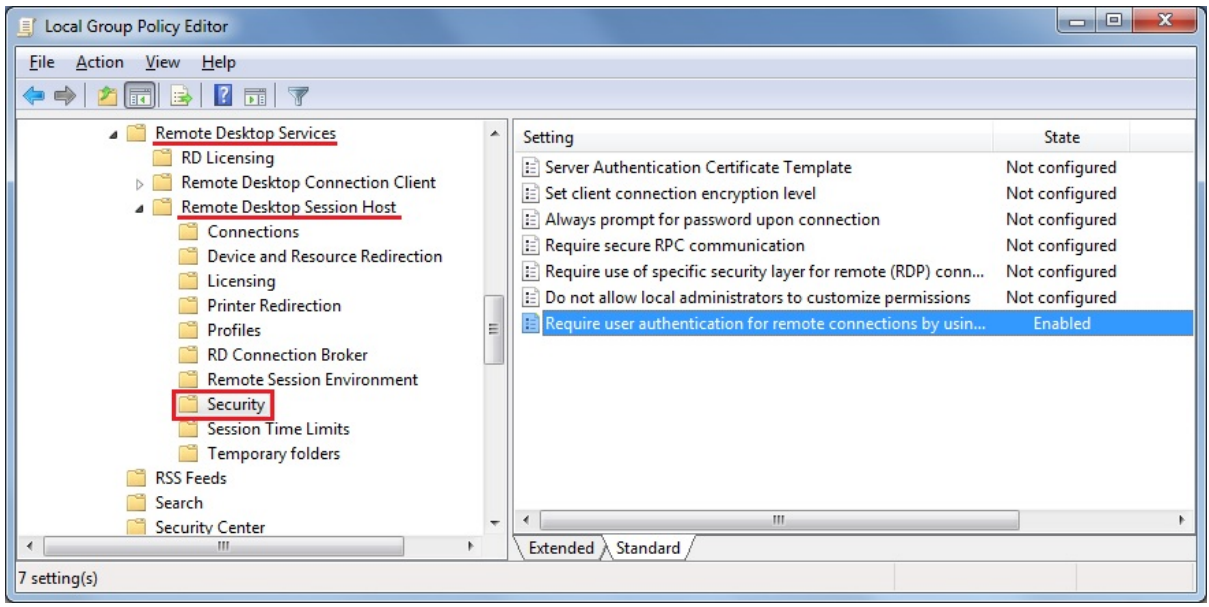 Local Group Policy Editor
File Action View Help
Remote Desktop Services
RD Licensing
Remote Desktop Connection Client
Remote Desktop Session Host
Connections
Device and Resource Redirection
Licensing
Printer Redirection
Profiles
RD Connection Broker
Remote Session Environment
Security
Session Time Limits
Temporary folders
RSS Feeds
Search
Security Center
Setting State
Server Authentication Certificate Template Not configured
Set client connection encryption level Not configured
Always prompt for password upon connection Not configured
Require secure RPC communication Not configured
Require use of specific security layer for remote (RDP) conn... Not configured
Do not allow local administrators to customize permissions Not configured
Require user authentication for remote connections by usin... Enabled
Extended Standard
7 setting(s)